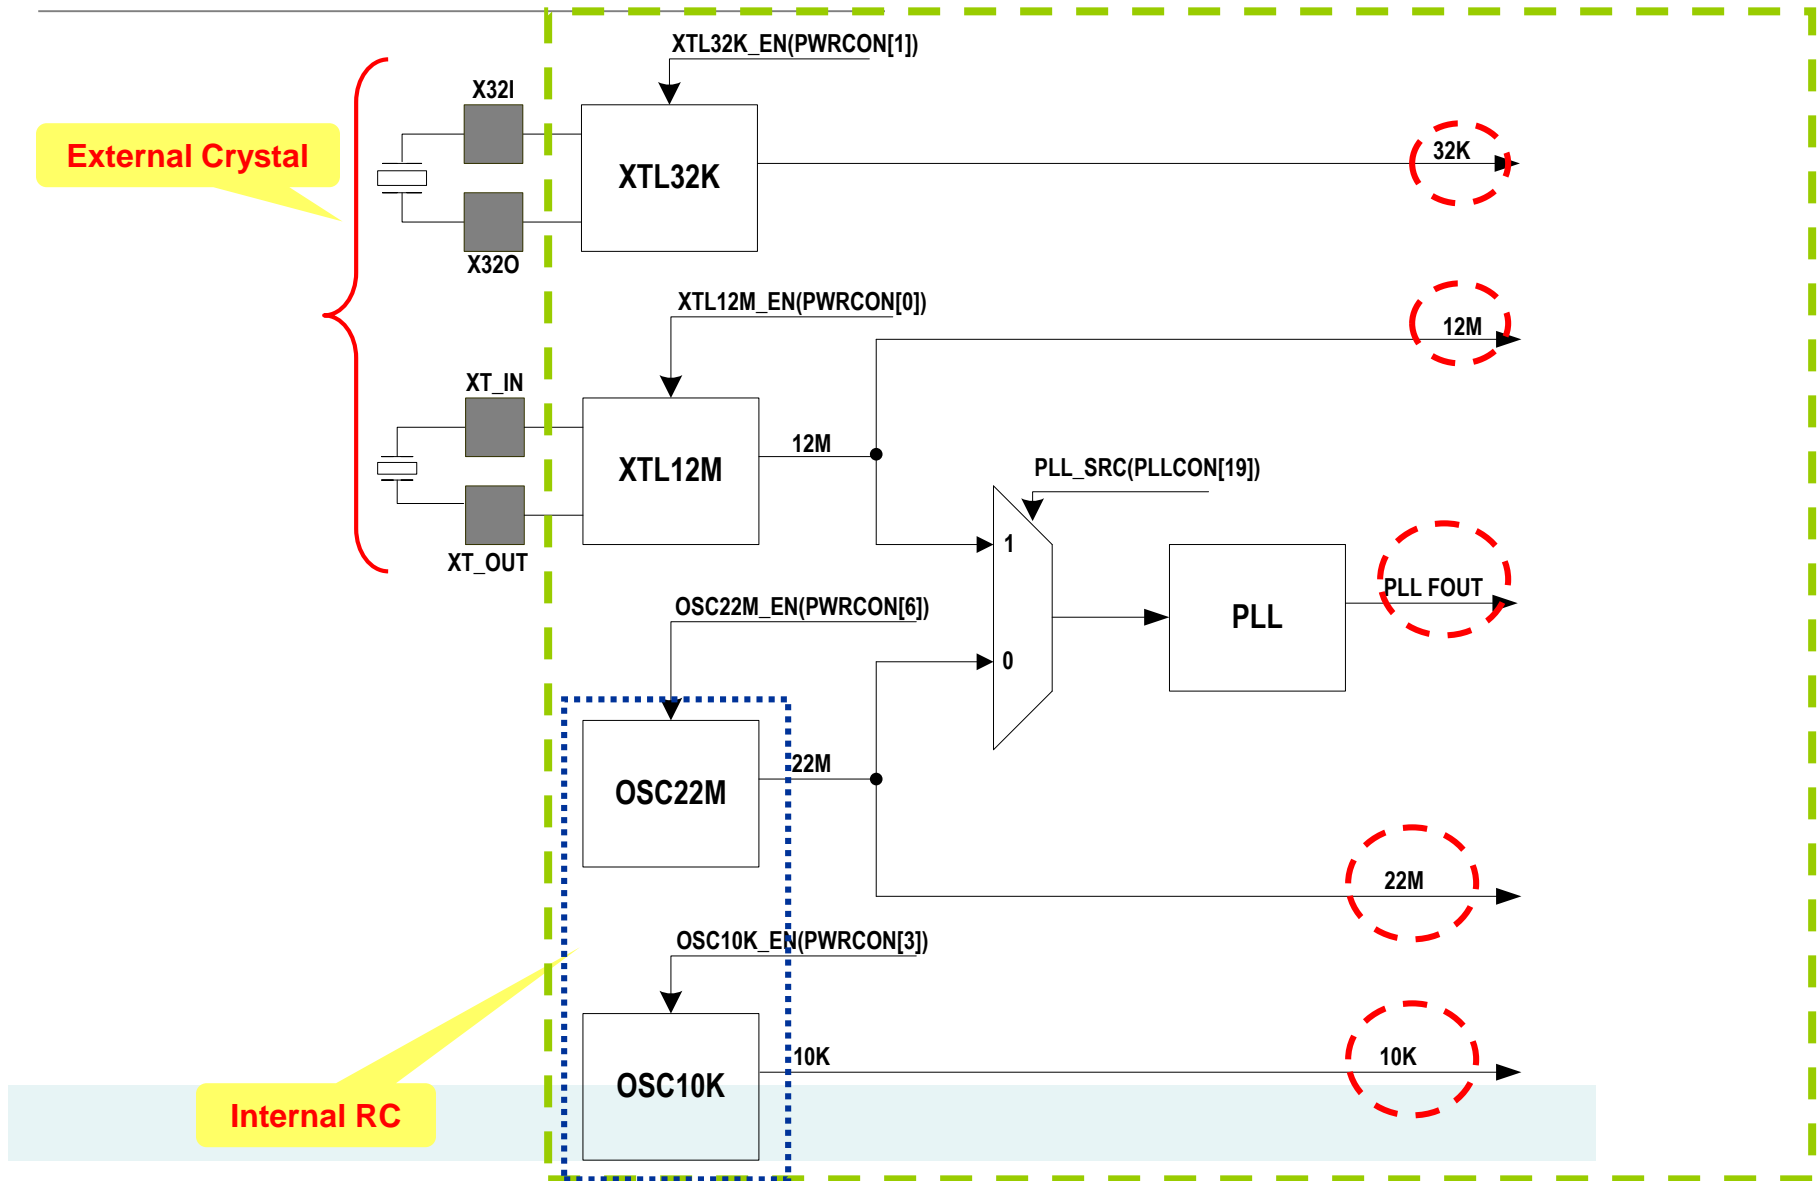 XTL32K_EN(PWRCON[1])
X32I
External Crystal
XTL32K
32K
X32O
XTL12M_EN(PWRCON[0])
12M
XT_IN
12M
XTL12M
PLL_SRC(PLLCON[19])
XT_OUT
1
PLL FOUT
OSC22M_EN(PWRCON[6])
PLL
0
22M
OSC22M
22M
OSC10K_EN(PWRCON[3])
10K
10K
OSC10K
Internal RC